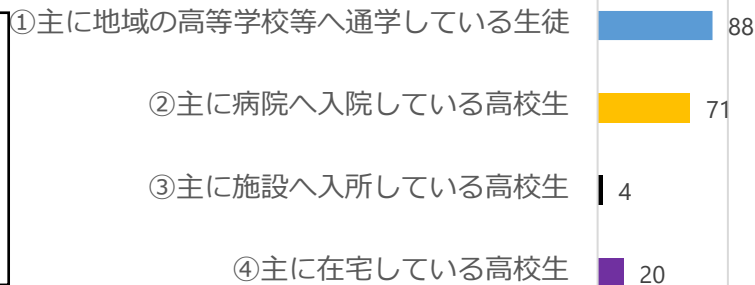 ①主に地域の高等学校等へ通学している生徒 88
②主に病院へ入院している高校生 71
③主に施設へ入所している高校生 4
④主に在宅している高校生 20